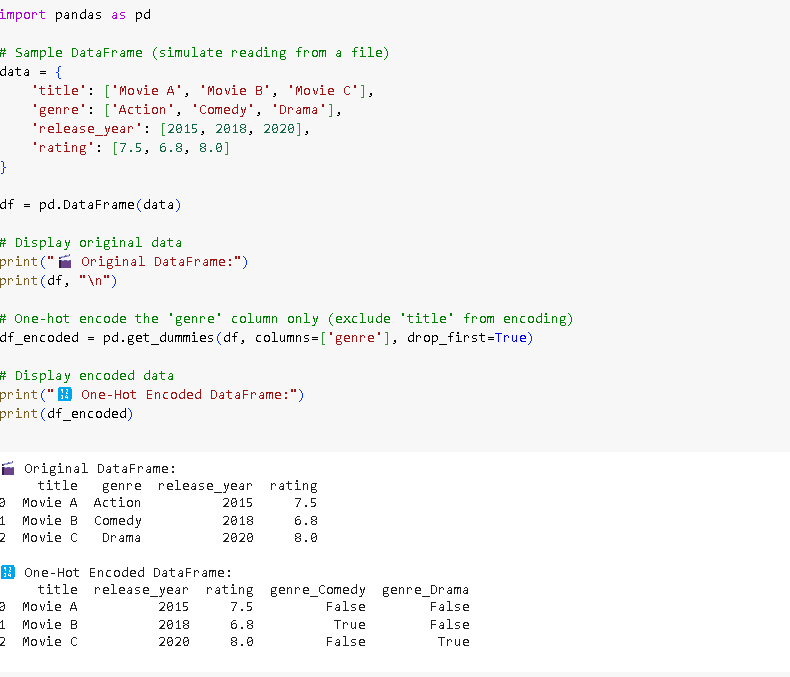 import pandas as pd

# Sample DataFrame (simulate reading from a file)
data = {
    'title': ['Movie A', 'Movie B', 'Movie C'],
    'genre': ['Action', 'Comedy', 'Drama'],
    'release_year': [2015, 2018, 2020],
    'rating': [7.5, 6.8, 8.0]
}

df = pd.DataFrame(data)

# Display original data
print("🎬 Original DataFrame:")
print(df, "\n")

# One-hot encode the 'genre' column only (exclude 'title' from encoding)
df_encoded = pd.get_dummies(df, columns=['genre'], drop_first=True)

# Display encoded data
print("🔢 One-Hot Encoded DataFrame:")
print(df_encoded)

🎬 Original DataFrame:
     title   genre  release_year  rating
0  Movie A  Action          2015     7.5
1  Movie B  Comedy          2018     6.8
2  Movie C   Drama          2020     8.0

🔢 One-Hot Encoded DataFrame:
     title  release_year  rating  genre_Comedy  genre_Drama
0  Movie A          2015     7.5         False        False
1  Movie B          2018     6.8          True        False
2  Movie C          2020     8.0         False         True